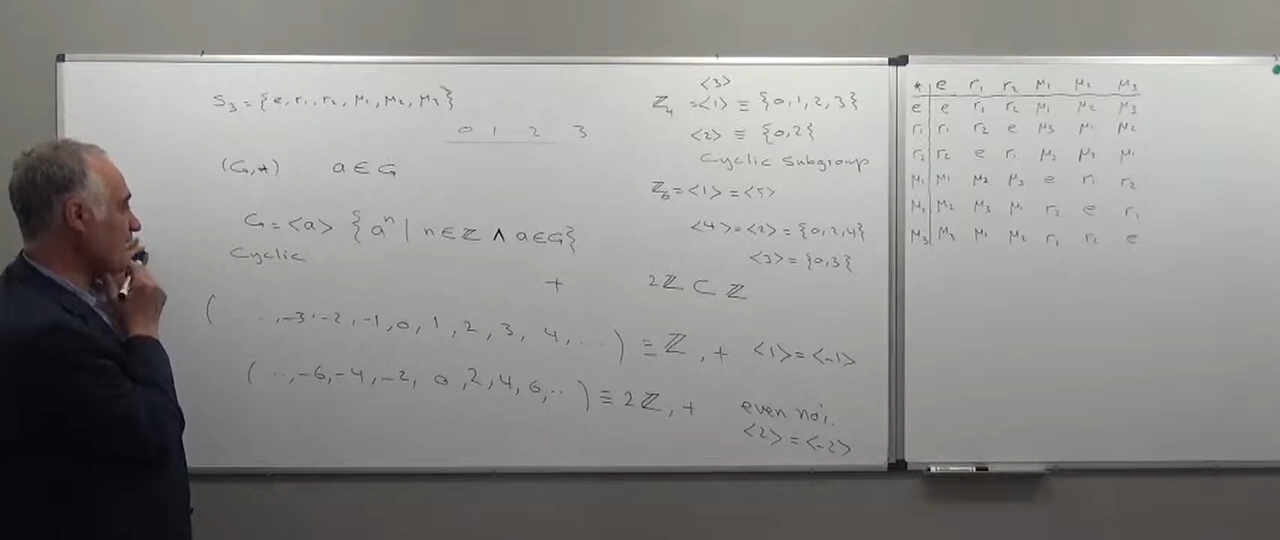 S₃ = {e, r₁, r₂, μ₁, μ₂, μ₃}
0 1 2 3
(G, *) a ∈ G
G = <a> {aⁿ | n ∈ ℤ ∧ a ∈ G}
Cyclic
+
( .., -3, -2, -1, 0, 1, 2, 3, 4, .. ) ≡ ℤ, + <1> = <-1>
( .., -6, -4, -2, 0, 2, 4, 6, .. ) ≡ 2ℤ, +
even no's.
<2> = <-2>
<3>
ℤ₄ = <1> ≡ {0, 1, 2, 3}
<2> ≡ {0, 2}
Cyclic Subgroup
ℤ₆ = <1> = <5>
<4> = <2> = {0, 2, 4}
<3> = {0, 3}
2ℤ ⊂ ℤ
* e r₁ r₂ μ₁ μ₂ μ₃
e e r₁ r₂ μ₁ μ₂ μ₃
r₁ r₁ r₂ e μ₃ μ₁ μ₂
r₂ r₂ e r₁ μ₂ μ₃ μ₁
μ₁ μ₁ μ₂ μ₃ e r₁ r₂
μ₂ μ₂ μ₃ μ₁ r₂ e r₁
μ₃ μ₃ μ₁ μ₂ r₁ r₂ e